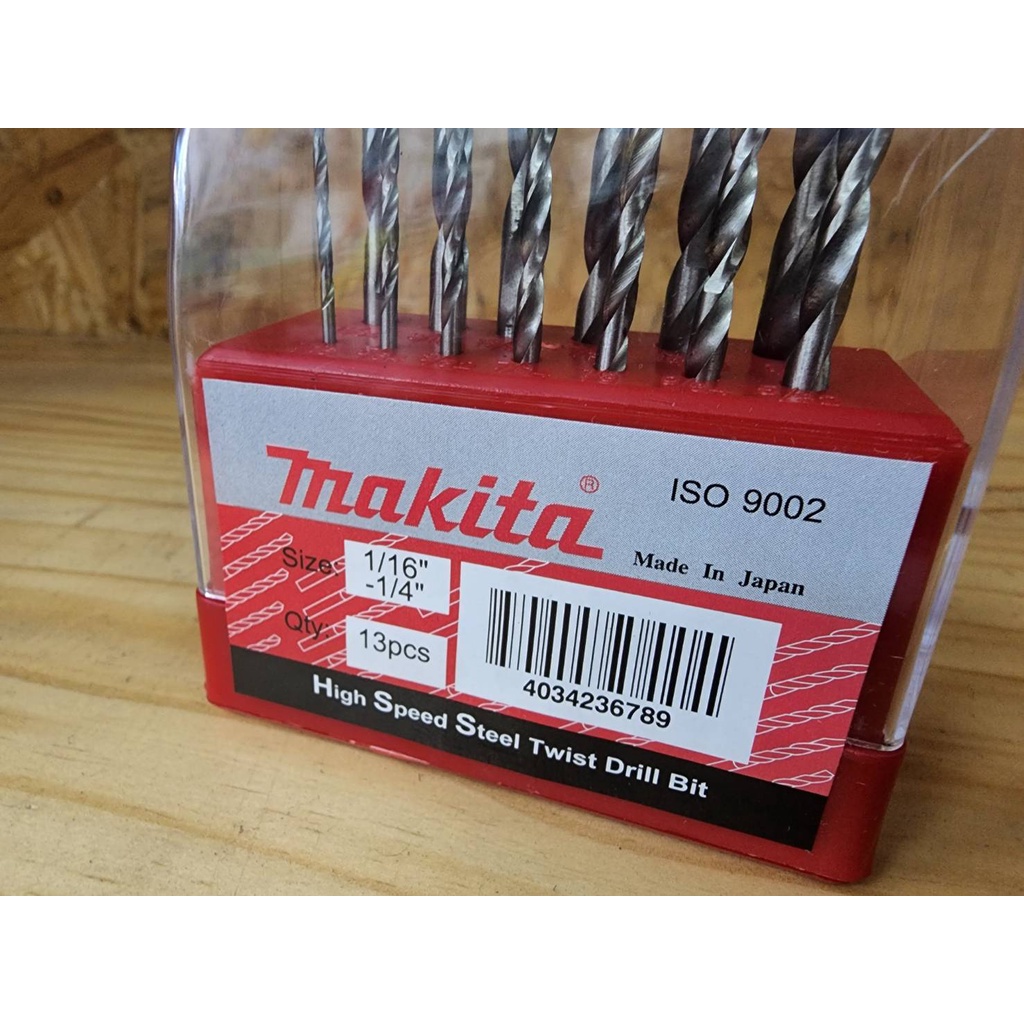 makita®
ISO 9002
Made In Japan
Size: 1/16"
-1/4"
Qty: 13pcs
4034236789
High Speed Steel Twist Drill Bit